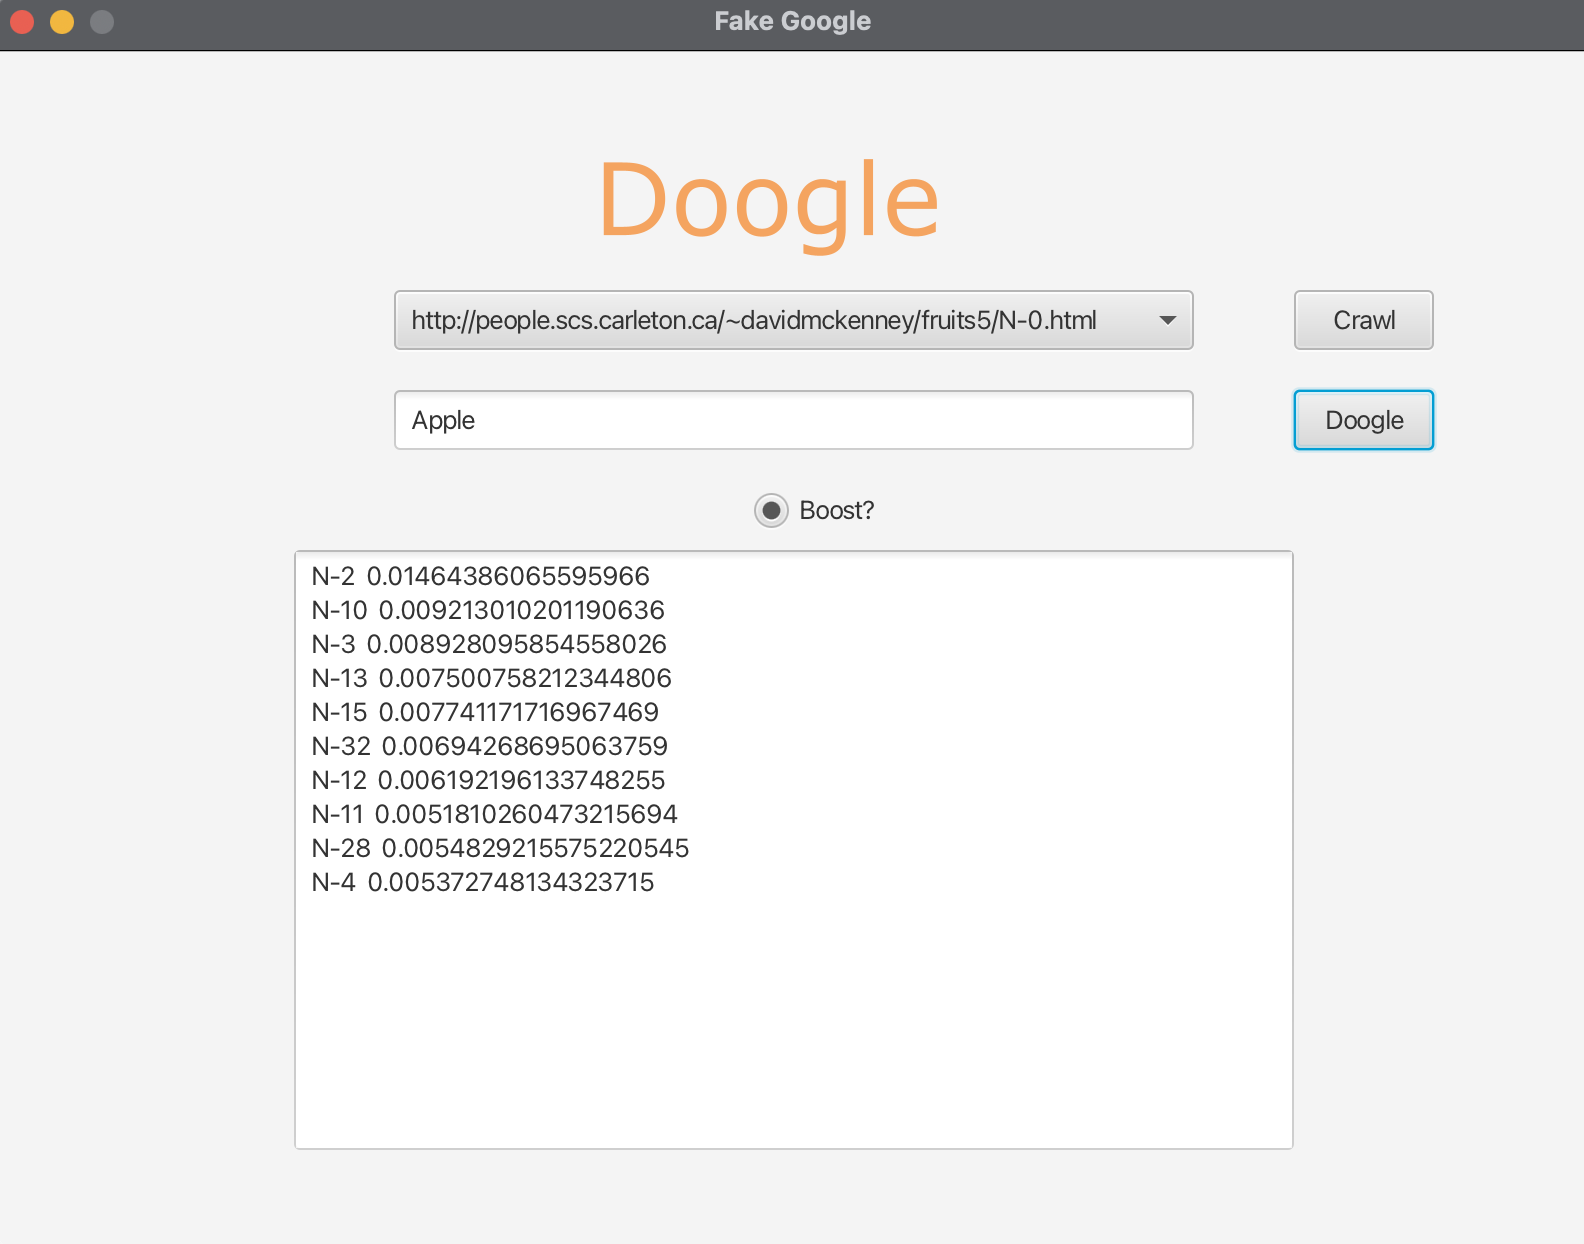 Fake Google
Doogle
http://people.scs.carleton.ca/~davidmckenney/fruits5/N-0.html
Crawl
Apple
Doogle
Boost?
N-2 0.01464386065595966
N-10 0.009213010201190636
N-3 0.008928095854558026
N-13 0.007500758212344806
N-15 0.007741171716967469
N-32 0.00694268695063759
N-12 0.006192196133748255
N-11 0.0051810260473215694
N-28 0.0054829215575220545
N-4 0.005372748134323715